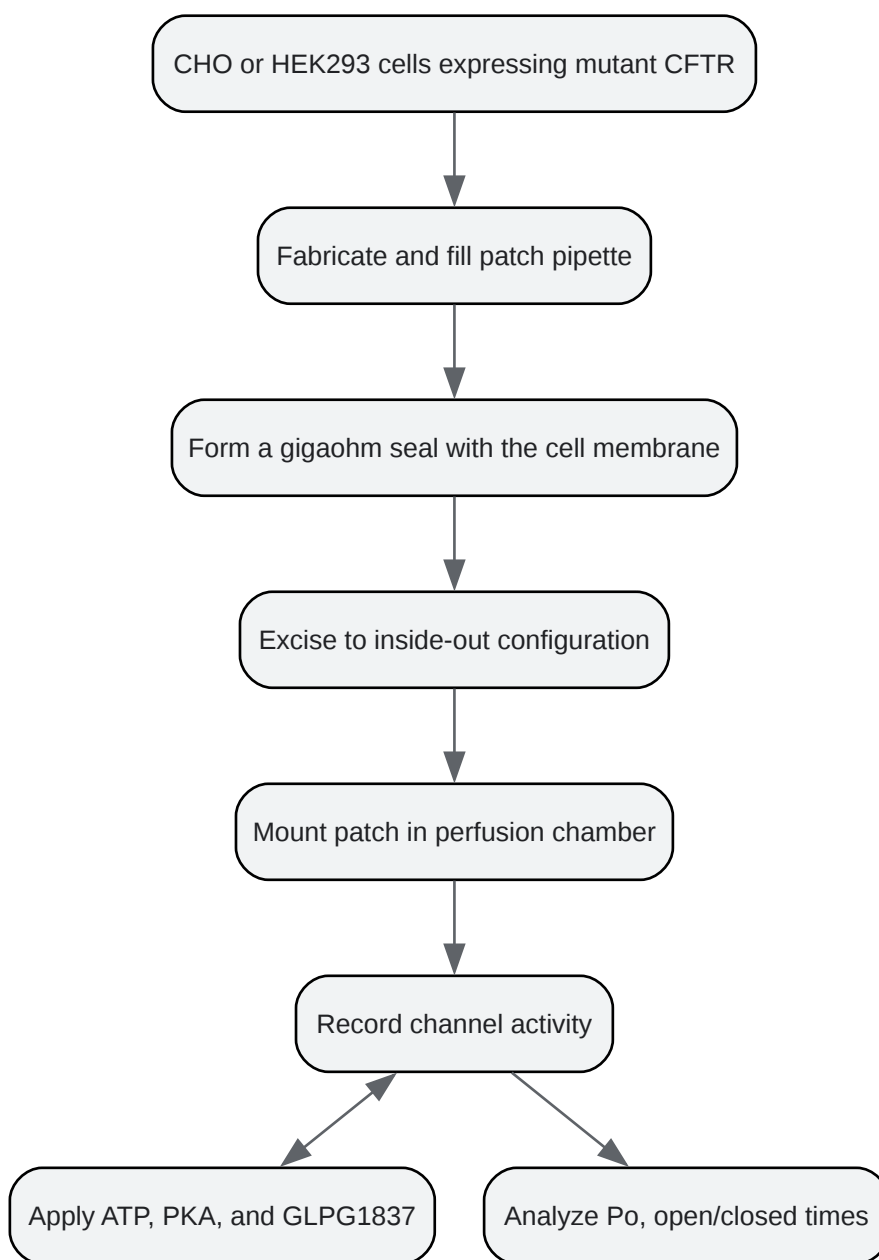 CHO or HEK293 cells expressing mutant CFTR
Fabricate and fill patch pipette
Form a gigaohm seal with the cell membrane
Excise to inside-out configuration
Mount patch in perfusion chamber
Record channel activity
Apply ATP, PKA, and GLPG1837
Analyze Po, open/closed times